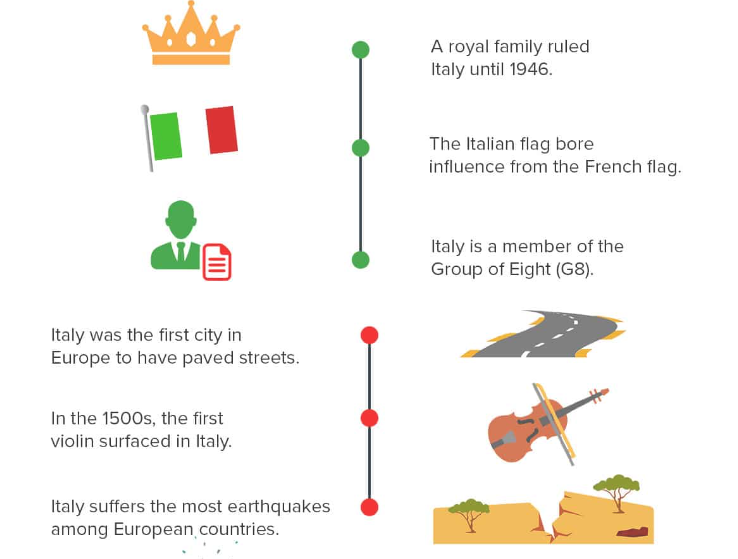 A royal family ruled
Italy until 1946.
The Italian flag bore
influence from the French flag.
Italy is a member of the
Group of Eight (G8).
Italy was the first city in
Europe to have paved streets.
In the 1500s, the first
violin surfaced in Italy.
Italy suffers the most earthquakes
among European countries.